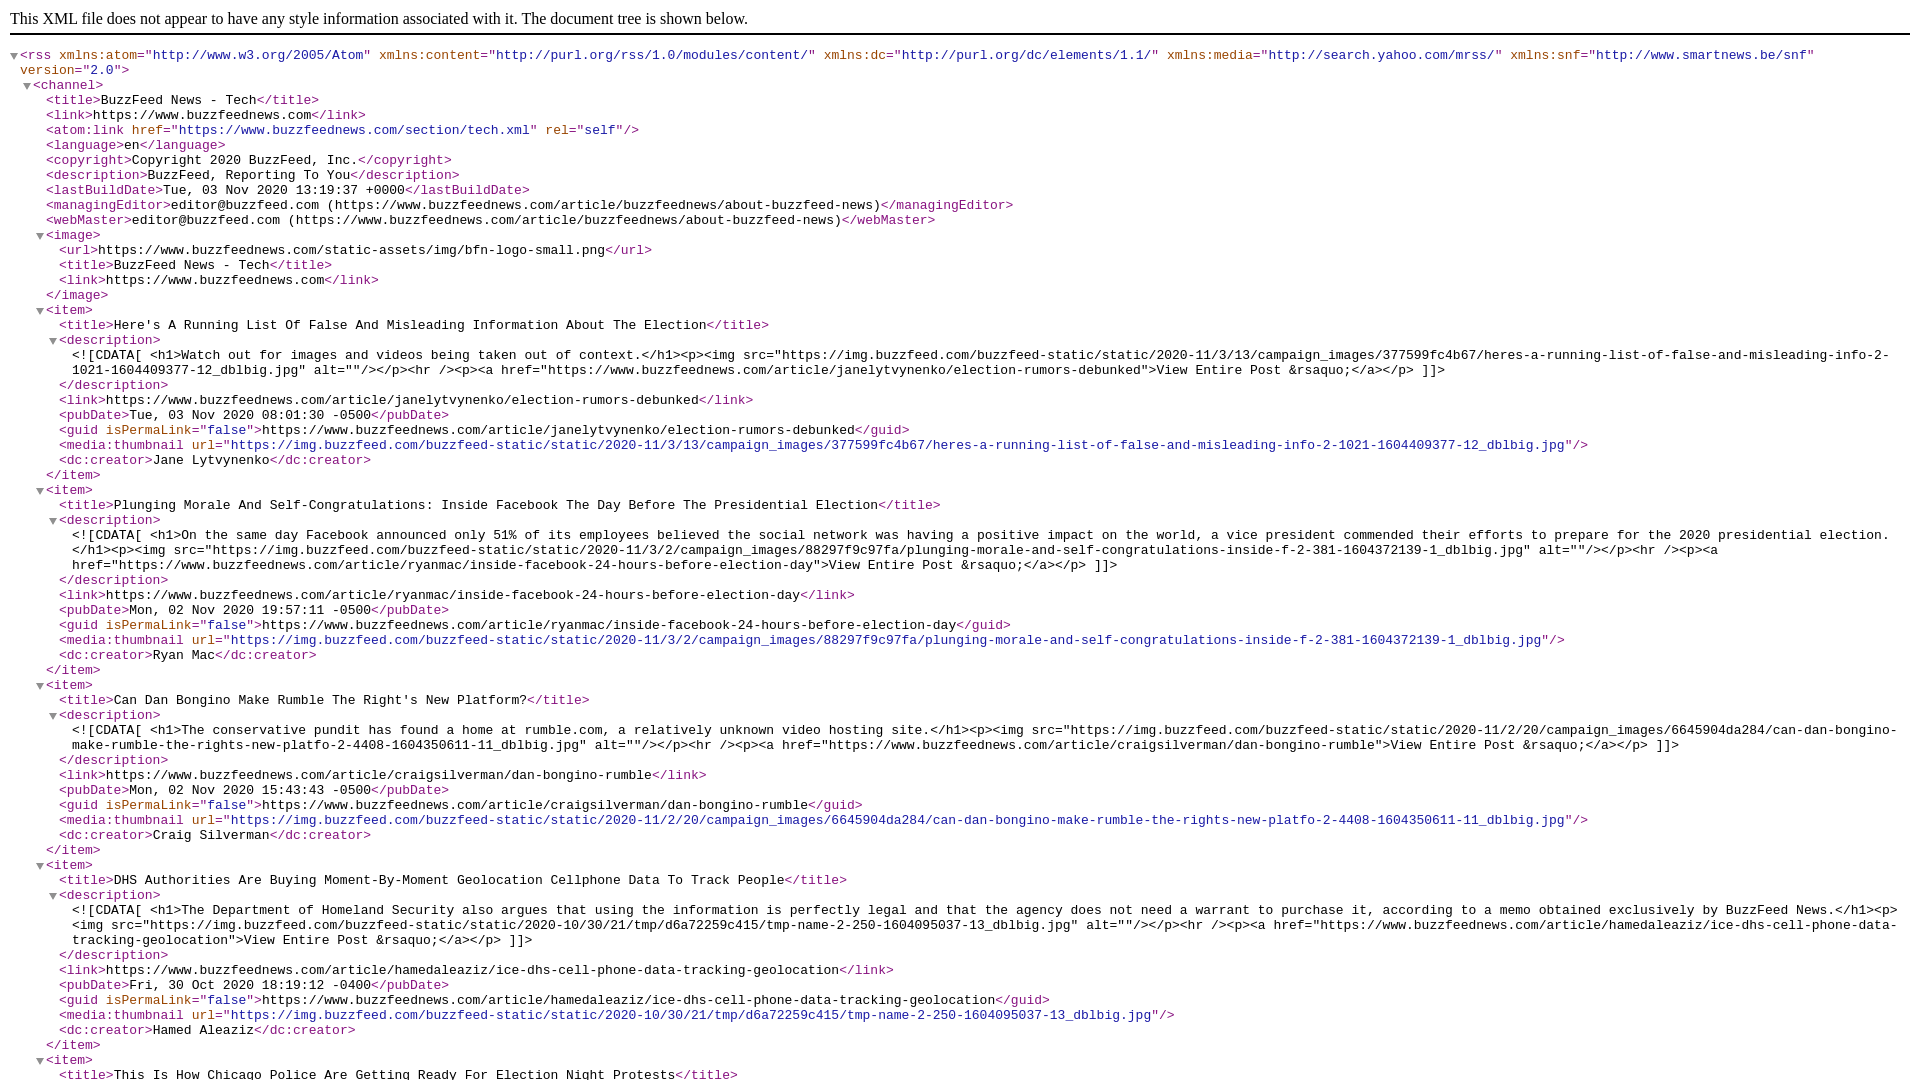 This XML file does not appear to have any style information associated with it. The document tree is shown below.
<rss xmlns:atom="http://www.w3.org/2005/Atom" xmlns:content="http://purl.org/rss/1.0/modules/content/" xmlns:dc="http://purl.org/dc/elements/1.1/" xmlns:media="http://search.yahoo.com/mrss/" xmlns:snf="http://www.smartnews.be/snf"
version="2.0">
<channel>
<title>BuzzFeed News - Tech</title>
<link>https://www.buzzfeednews.com</link>
<atom:link href="https://www.buzzfeednews.com/section/tech.xml" rel="self"/>
<language>en</language>
<copyright>Copyright 2020 BuzzFeed, Inc.</copyright>
<description>BuzzFeed, Reporting To You</description>
<lastBuildDate>Tue, 03 Nov 2020 13:19:37 +0000</lastBuildDate>
<managingEditor>editor@buzzfeed.com (https://www.buzzfeednews.com/article/buzzfeednews/about-buzzfeed-news)</managingEditor>
<webMaster>editor@buzzfeed.com (https://www.buzzfeednews.com/article/buzzfeednews/about-buzzfeed-news)</webMaster>
<image>
<url>https://www.buzzfeednews.com/static-assets/img/bfn-logo-small.png</url>
<title>BuzzFeed News - Tech</title>
<link>https://www.buzzfeednews.com</link>
</image>
<item>
<title>Here's A Running List Of False And Misleading Information About The Election</title>
<description>
<![CDATA[ <h1>Watch out for images and videos being taken out of context.</h1><p><img src="https://img.buzzfeed.com/buzzfeed-static/static/2020-11/3/13/campaign_images/377599fc4b67/heres-a-running-list-of-false-and-misleading-info-2-
1021-1604409377-12_dblbig.jpg" alt=""/></p><hr /><p><a href="https://www.buzzfeednews.com/article/janelytvynenko/election-rumors-debunked">View Entire Post &rsaquo;</a></p> ]]>
</description>
<link>https://www.buzzfeednews.com/article/janelytvynenko/election-rumors-debunked</link>
<pubDate>Tue, 03 Nov 2020 08:01:30 -0500</pubDate>
<guid isPermaLink="false">https://www.buzzfeednews.com/article/janelytvynenko/election-rumors-debunked</guid>
<media:thumbnail url="https://img.buzzfeed.com/buzzfeed-static/static/2020-11/3/13/campaign_images/377599fc4b67/heres-a-running-list-of-false-and-misleading-info-2-1021-1604409377-12_dblbig.jpg"/>
<dc:creator>Jane Lytvynenko</dc:creator>
</item>
<item>
<title>Plunging Morale And Self-Congratulations: Inside Facebook The Day Before The Presidential Election</title>
<description>
<![CDATA[ <h1>On the same day Facebook announced only 51% of its employees believed the social network was having a positive impact on the world, a vice president commended their efforts to prepare for the 2020 presidential election.
</h1><p><img src="https://img.buzzfeed.com/buzzfeed-static/static/2020-11/3/2/campaign_images/88297f9c97fa/plunging-morale-and-self-congratulations-inside-f-2-381-1604372139-1_dblbig.jpg" alt=""/></p><hr /><p><a
href="https://www.buzzfeednews.com/article/ryanmac/inside-facebook-24-hours-before-election-day">View Entire Post &rsaquo;</a></p> ]]>
</description>
<link>https://www.buzzfeednews.com/article/ryanmac/inside-facebook-24-hours-before-election-day</link>
<pubDate>Mon, 02 Nov 2020 19:57:11 -0500</pubDate>
<guid isPermaLink="false">https://www.buzzfeednews.com/article/ryanmac/inside-facebook-24-hours-before-election-day</guid>
<media:thumbnail url="https://img.buzzfeed.com/buzzfeed-static/static/2020-11/3/2/campaign_images/88297f9c97fa/plunging-morale-and-self-congratulations-inside-f-2-381-1604372139-1_dblbig.jpg"/>
<dc:creator>Ryan Mac</dc:creator>
</item>
<item>
<title>Can Dan Bongino Make Rumble The Right's New Platform?</title>
<description>
<![CDATA[ <h1>The conservative pundit has found a home at rumble.com, a relatively unknown video hosting site.</h1><p><img src="https://img.buzzfeed.com/buzzfeed-static/static/2020-11/2/20/campaign_images/6645904da284/can-dan-bongino-
make-rumble-the-rights-new-platfo-2-4408-1604350611-11_dblbig.jpg" alt=""/></p><hr /><p><a href="https://www.buzzfeednews.com/article/craigsilverman/dan-bongino-rumble">View Entire Post &rsaquo;</a></p> ]]>
</description>
<link>https://www.buzzfeednews.com/article/craigsilverman/dan-bongino-rumble</link>
<pubDate>Mon, 02 Nov 2020 15:43:43 -0500</pubDate>
<guid isPermaLink="false">https://www.buzzfeednews.com/article/craigsilverman/dan-bongino-rumble</guid>
<media:thumbnail url="https://img.buzzfeed.com/buzzfeed-static/static/2020-11/2/20/campaign_images/6645904da284/can-dan-bongino-make-rumble-the-rights-new-platfo-2-4408-1604350611-11_dblbig.jpg"/>
<dc:creator>Craig Silverman</dc:creator>
</item>
<item>
<title>DHS Authorities Are Buying Moment-By-Moment Geolocation Cellphone Data To Track People</title>
<description>
<![CDATA[ <h1>The Department of Homeland Security also argues that using the information is perfectly legal and that the agency does not need a warrant to purchase it, according to a memo obtained exclusively by BuzzFeed News.</h1><p>
<img src="https://img.buzzfeed.com/buzzfeed-static/static/2020-10/30/21/tmp/d6a72259c415/tmp-name-2-250-1604095037-13_dblbig.jpg" alt=""/></p><hr /><p><a href="https://www.buzzfeednews.com/article/hamedaleaziz/ice-dhs-cell-phone-data-
tracking-geolocation">View Entire Post &rsaquo;</a></p> ]]>
</description>
<link>https://www.buzzfeednews.com/article/hamedaleaziz/ice-dhs-cell-phone-data-tracking-geolocation</link>
<pubDate>Fri, 30 Oct 2020 18:19:12 -0400</pubDate>
<guid isPermaLink="false">https://www.buzzfeednews.com/article/hamedaleaziz/ice-dhs-cell-phone-data-tracking-geolocation</guid>
<media:thumbnail url="https://img.buzzfeed.com/buzzfeed-static/static/2020-10/30/21/tmp/d6a72259c415/tmp-name-2-250-1604095037-13_dblbig.jpg"/>
<dc:creator>Hamed Aleaziz</dc:creator>
</item>
<item>
<title>This Is How Chicago Police Are Getting Ready For Election Night Protests</title>